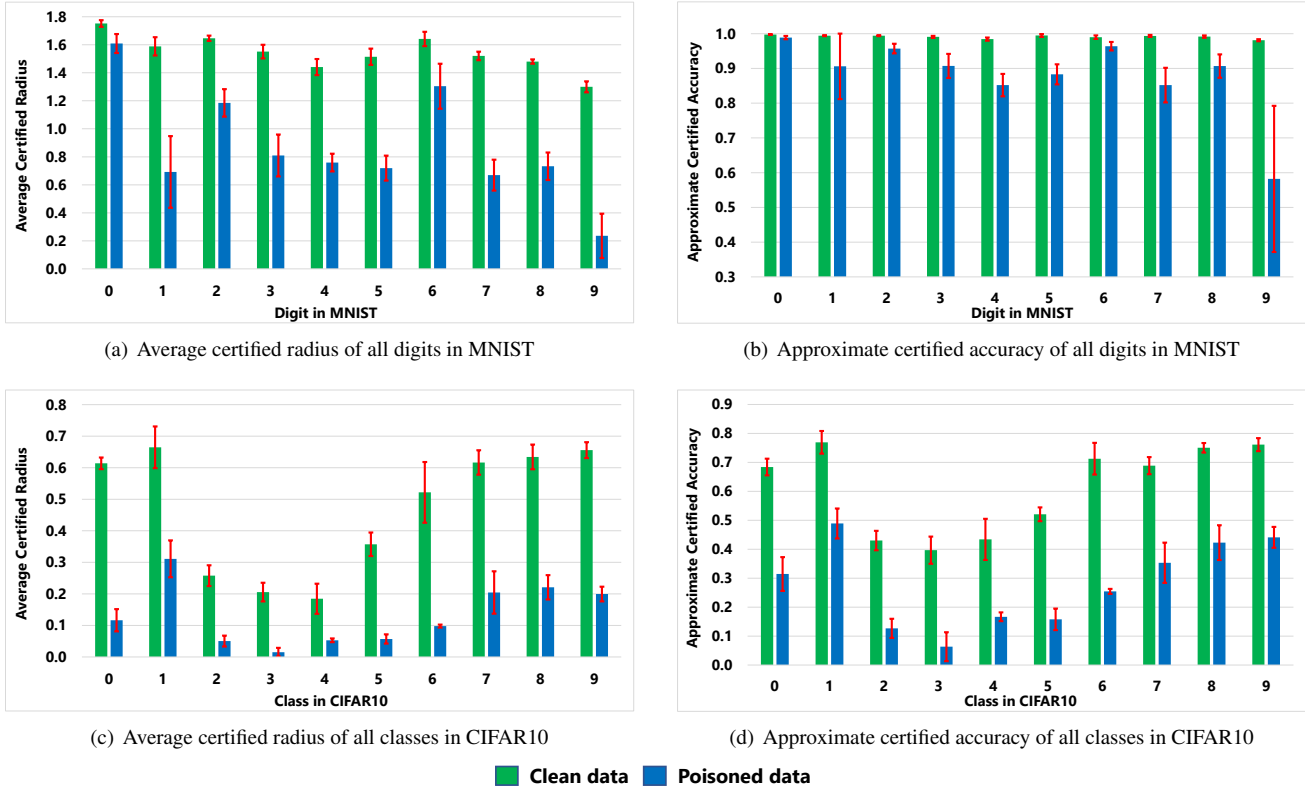 Average Certified Radius
1.8
1.6
1.4
1.2
1.0
0.8
0.6
0.4
0.2
0.0
0 1 2 3 4 5 6 7 8 9
Digit in MNIST
(a) Average certified radius of all digits in MNIST
Approximate Certified Accuracy
1.0
0.9
0.8
0.7
0.6
0.5
0.4
0.3
0 1 2 3 4 5 6 7 8 9
Digit in MNIST
(b) Approximate certified accuracy of all digits in MNIST
Average Certified Radius
0.8
0.7
0.6
0.5
0.4
0.3
0.2
0.1
0.0
0 1 2 3 4 5 6 7 8 9
Class in CIFAR10
(c) Average certified radius of all classes in CIFAR10
Approximate Certified Accuracy
0.9
0.8
0.7
0.6
0.5
0.4
0.3
0.2
0.1
0.0
0 1 2 3 4 5 6 7 8 9
Class in CIFAR10
(d) Approximate certified accuracy of all classes in CIFAR10
Clean data Poisoned data